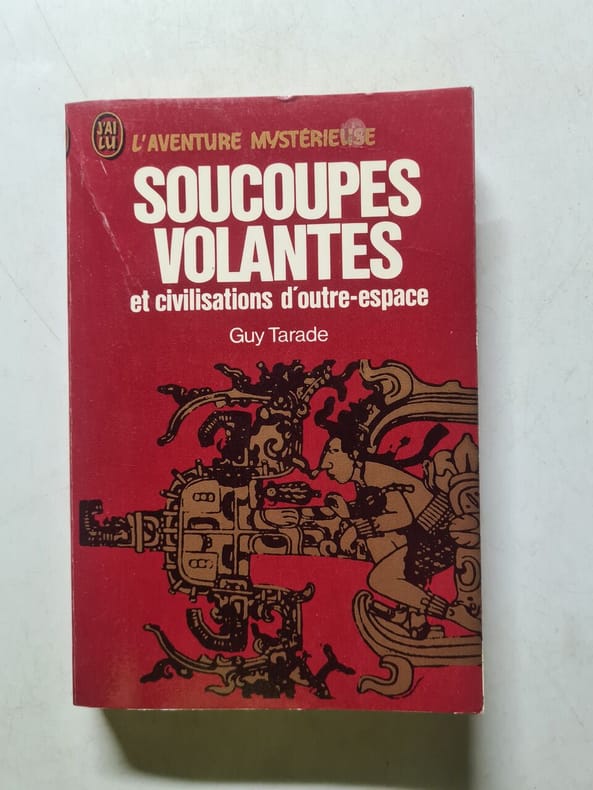 J'AI LU
L'AVENTURE MYSTÉRIEUSE
SOUCOUPES
VOLANTES
et civilisations d'outre-espace
Guy Tarade